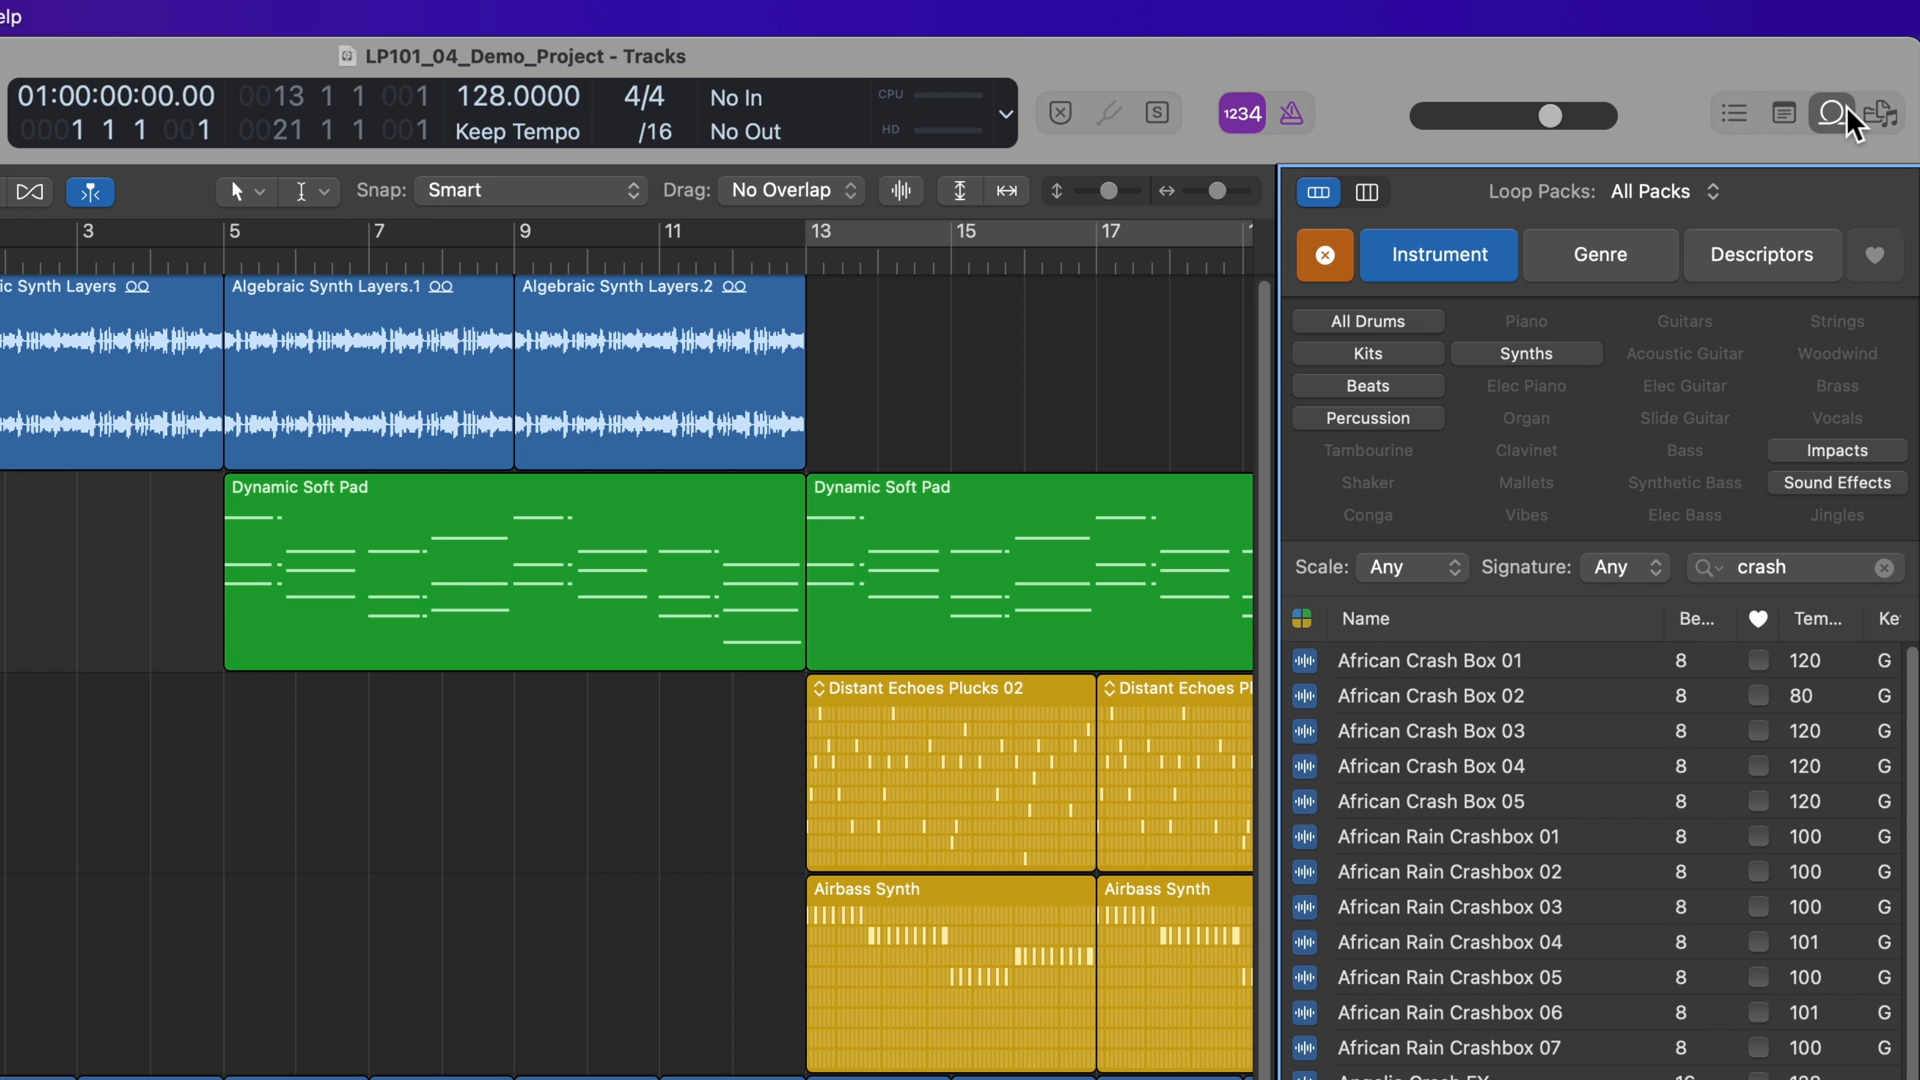 elp
LP101_04_Demo_Project - Tracks
01:00:00:00.00 0013 1 1 001 128.0000 4/4 No In CPU
0001 1 1 001 0021 1 1 001 Keep Tempo /16 No Out HD
S
1234
Snap: Smart Drag: No Overlap
Loop Packs: All Packs
3 5 7 9 11 13 15 17
Instrument Genre Descriptors
ic Synth Layers Algebraic Synth Layers.1 Algebraic Synth Layers.2
All Drums Piano Guitars Strings
Kits Synths Acoustic Guitar Woodwind
Beats Elec Piano Elec Guitar Brass
Percussion Organ Slide Guitar Vocals
Tambourine Clavinet Bass Impacts
Shaker Mallets Synthetic Bass Sound Effects
Conga Vibes Elec Bass Jingles
Dynamic Soft Pad Dynamic Soft Pad
Scale: Any Signature: Any crash
Name Be... Tem... Ke
African Crash Box 01 8 120 G
African Crash Box 02 8 80 G
African Crash Box 03 8 120 G
African Crash Box 04 8 120 G
African Crash Box 05 8 120 G
African Rain Crashbox 01 8 100 G
African Rain Crashbox 02 8 100 G
African Rain Crashbox 03 8 100 G
African Rain Crashbox 04 8 101 G
African Rain Crashbox 05 8 100 G
African Rain Crashbox 06 8 101 G
African Rain Crashbox 07 8 100 G
Distant Echoes Plucks 02 Distant Echoes Pl
Airbass Synth Airbass Synth